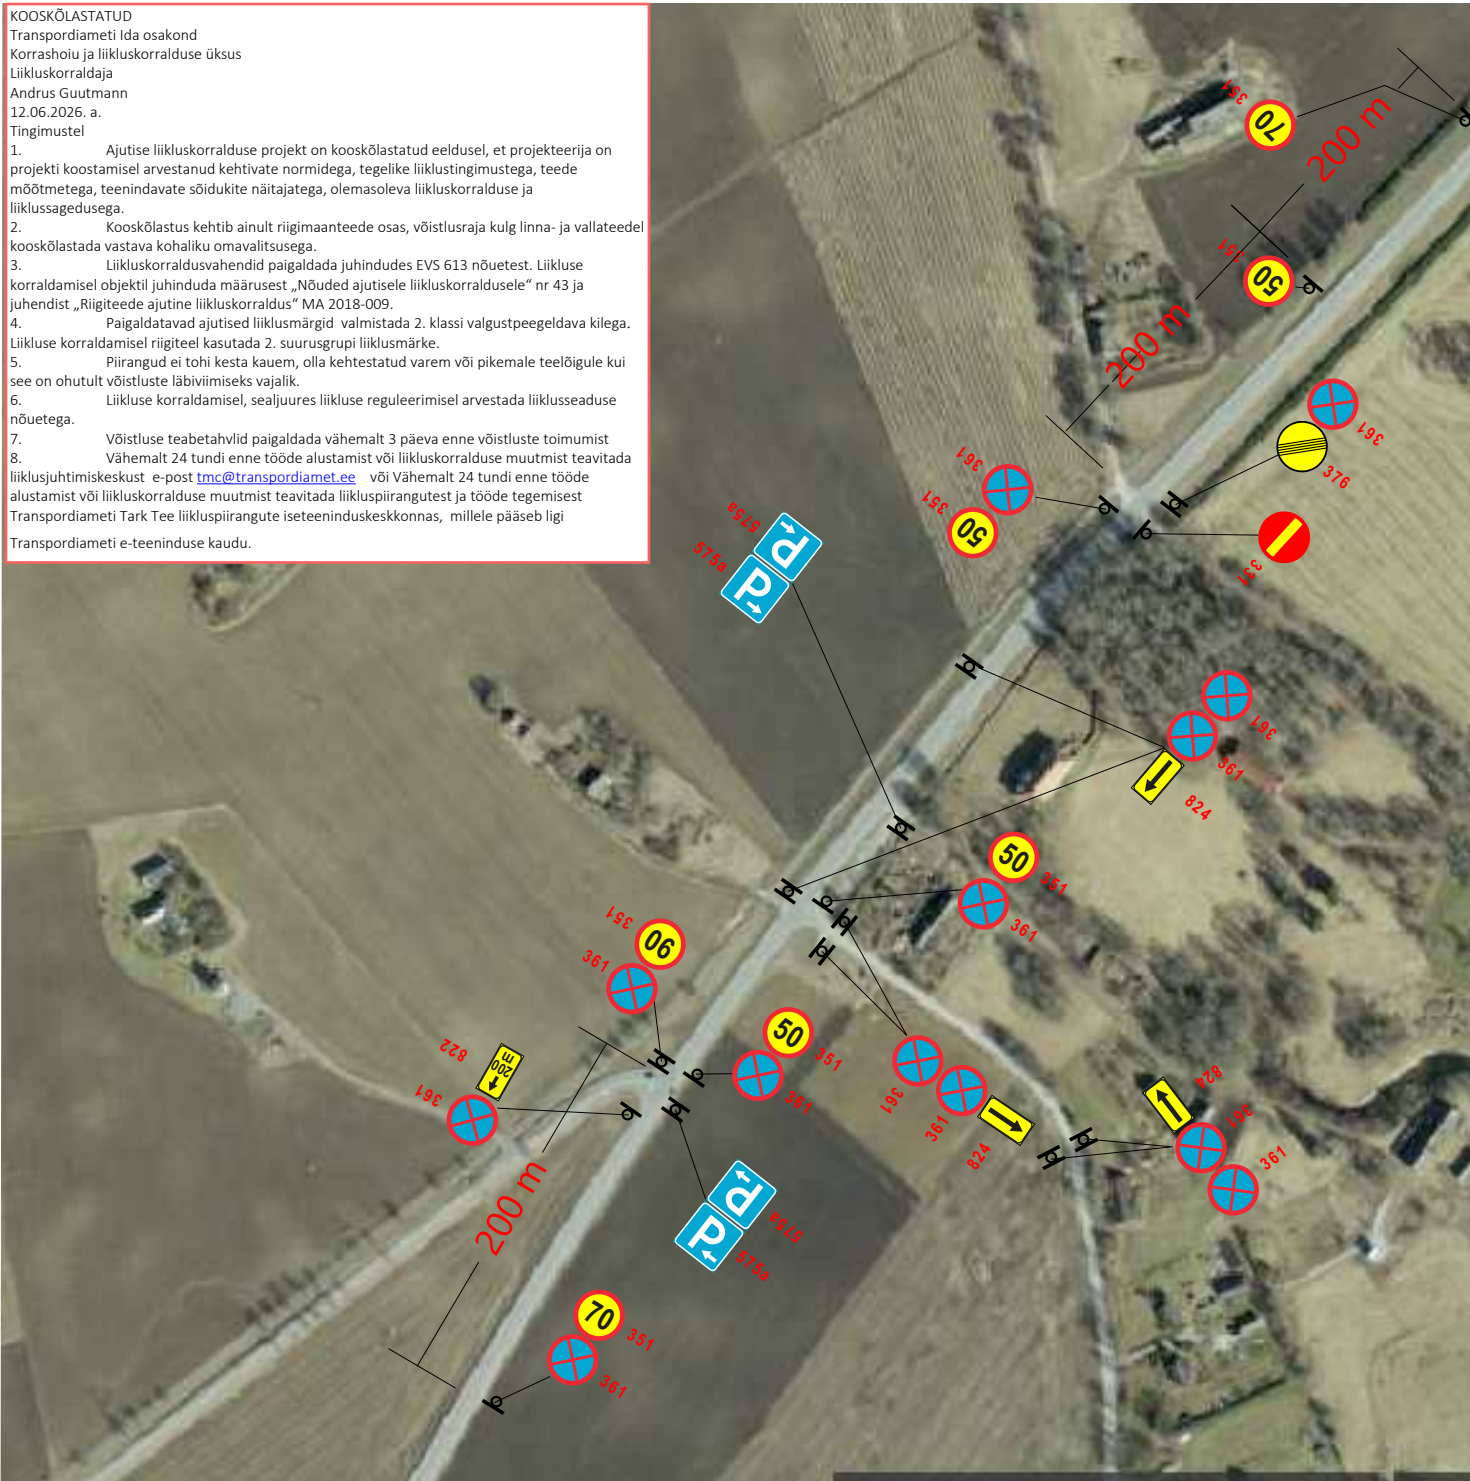 KOOSKÕLASTATUD
Transpordiameti Ida osakond
Korrashoiu ja liikluskorralduse üksus
Liikluskorraldaja
Andrus Guutmann
12.06.2026. a.
Tingimustel
1. Ajutise liikluskorralduse projekt on kooskõlastatud eeldusel, et projekteerija on
projekti koostamisel arvestanud kehtivate normidega, tegelike liiklustingimustega, teede
mõõtmetega, teenindavate sõidukite näitajatega, olemasoleva liikluskorralduse ja
liiklussagedusega.
2. Kooskõlastus kehtib ainult riigimaanteede osas, võistlusraja kulg linna- ja vallateedel
kooskõlastada vastava kohaliku omavalitsusega.
3. Liikluskorraldusvahendid paigaldada juhindudes EVS 613 nõuetest. Liikluse
korraldamisel objektil juhinduda määrusest „Nõuded ajutisele liikluskorraldusele“ nr 43 ja
juhendist „Riigiteede ajutine liikluskorraldus“ MA 2018-009.
4. Paigaldatavad ajutised liiklusmärgid valmistada 2. klassi valgustpeegeldava kilega.
Liikluse korraldamisel riigiteel kasutada 2. suurusgrupi liiklusmärke.
5. Piirangud ei tohi kesta kauem, olla kehtestatud varem või pikemale teelõigule kui
see on ohutult võistluste läbiviimiseks vajalik.
6. Liikluse korraldamisel, sealjuures liikluse reguleerimisel arvestada liiklusseaduse
nõuetega.
7. Võistluse teabetahvlid paigaldada vähemalt 3 päeva enne võistluste toimumist
8. Vähemalt 24 tundi enne tööde alustamist või liikluskorralduse muutmist teavitada
liiklusjuhtimiskeskust e-post tmc@transpordiamet.ee või Vähemalt 24 tundi enne tööde
alustamist või liikluskorralduse muutmist teavitada liikluspiirangutest ja tööde tegemisest
Transpordiameti Tark Tee liikluspiirangute iseteeninduskeskkonnas, millele pääseb ligi
Transpordiameti e-teeninduse kaudu.
351
70
200 m
351
50
200 m
361
376
361
351
50
331
575a
575a
P
P
361
361
824
50
351
361
351
90
361
50
351
361
822
200
m
361
361
361
824
824
361
361
200 m
P
P
575a
575a
70
351
361